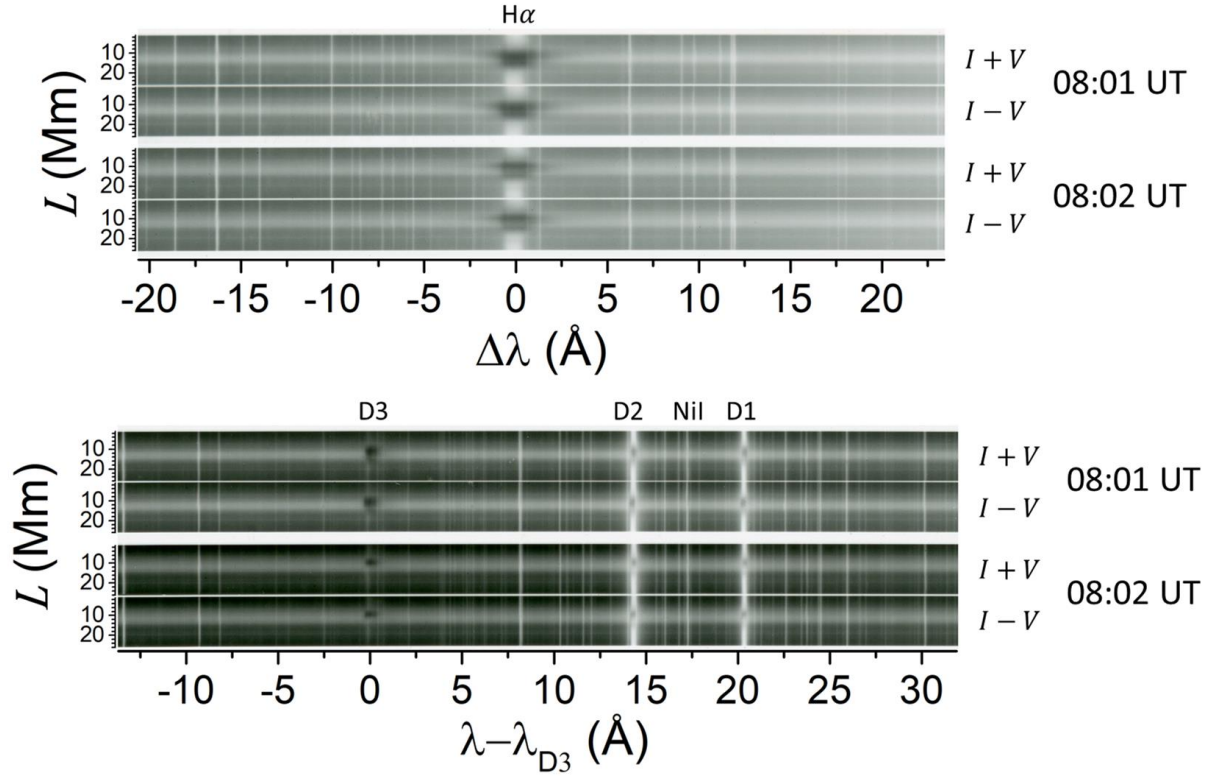 Hα
10
20
I + V
08:01 UT
10
20
I − V
10
20
I + V
08:02 UT
10
20
I − V
L (Mm)
-20 -15 -10 -5 0 5 10 15 20
Δλ (Å)
D3 D2 NiI D1
10
20
I + V
08:01 UT
10
20
I − V
10
20
I + V
08:02 UT
10
20
I − V
L (Mm)
-10 -5 0 5 10 15 20 25 30
λ−λD3 (Å)